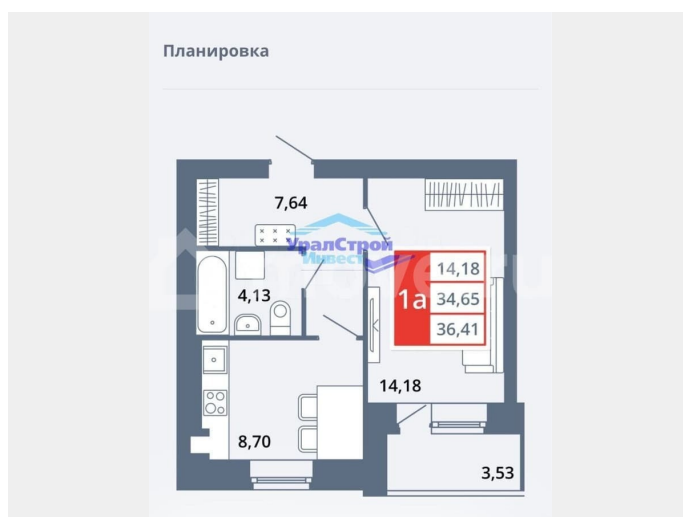 Планировка
7,64
УралСтрой
Инвест
4,13
1а
14,18
34,65
36,41
14,18
8,70
3,53